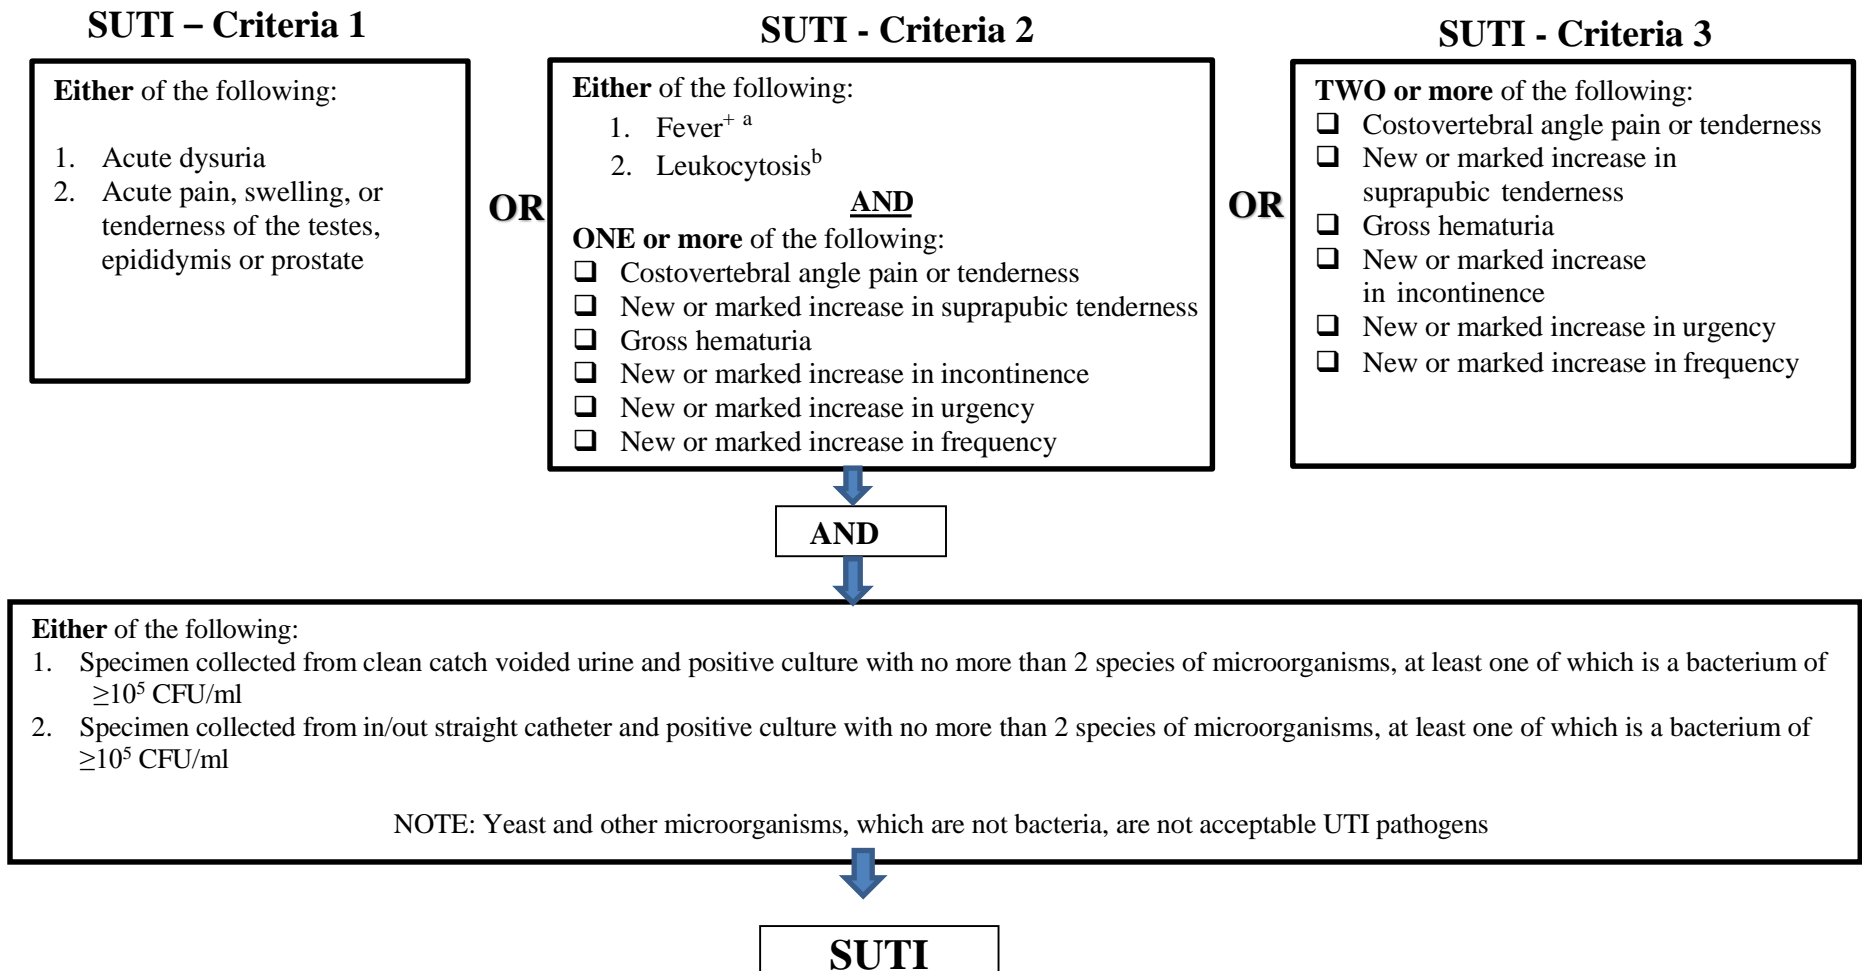 SUTI – Criteria 1
Either of the following:
1. Acute dysuria
2. Acute pain, swelling, or
tenderness of the testes,
epididymis or prostate
OR
SUTI - Criteria 2
Either of the following:
1. Fever⁺ ᵃ
2. Leukocytosisᵇ
AND
ONE or more of the following:
❑ Costovertebral angle pain or tenderness
❑ New or marked increase in suprapubic tenderness
❑ Gross hematuria
❑ New or marked increase in incontinence
❑ New or marked increase in urgency
❑ New or marked increase in frequency
OR
SUTI - Criteria 3
TWO or more of the following:
❑ Costovertebral angle pain or tenderness
❑ New or marked increase in
suprapubic tenderness
❑ Gross hematuria
❑ New or marked increase
in incontinence
❑ New or marked increase in urgency
❑ New or marked increase in frequency
AND
Either of the following:
1. Specimen collected from clean catch voided urine and positive culture with no more than 2 species of microorganisms, at least one of which is a bacterium of
≥10⁵ CFU/ml
2. Specimen collected from in/out straight catheter and positive culture with no more than 2 species of microorganisms, at least one of which is a bacterium of
≥10⁵ CFU/ml
NOTE: Yeast and other microorganisms, which are not bacteria, are not acceptable UTI pathogens
SUTI